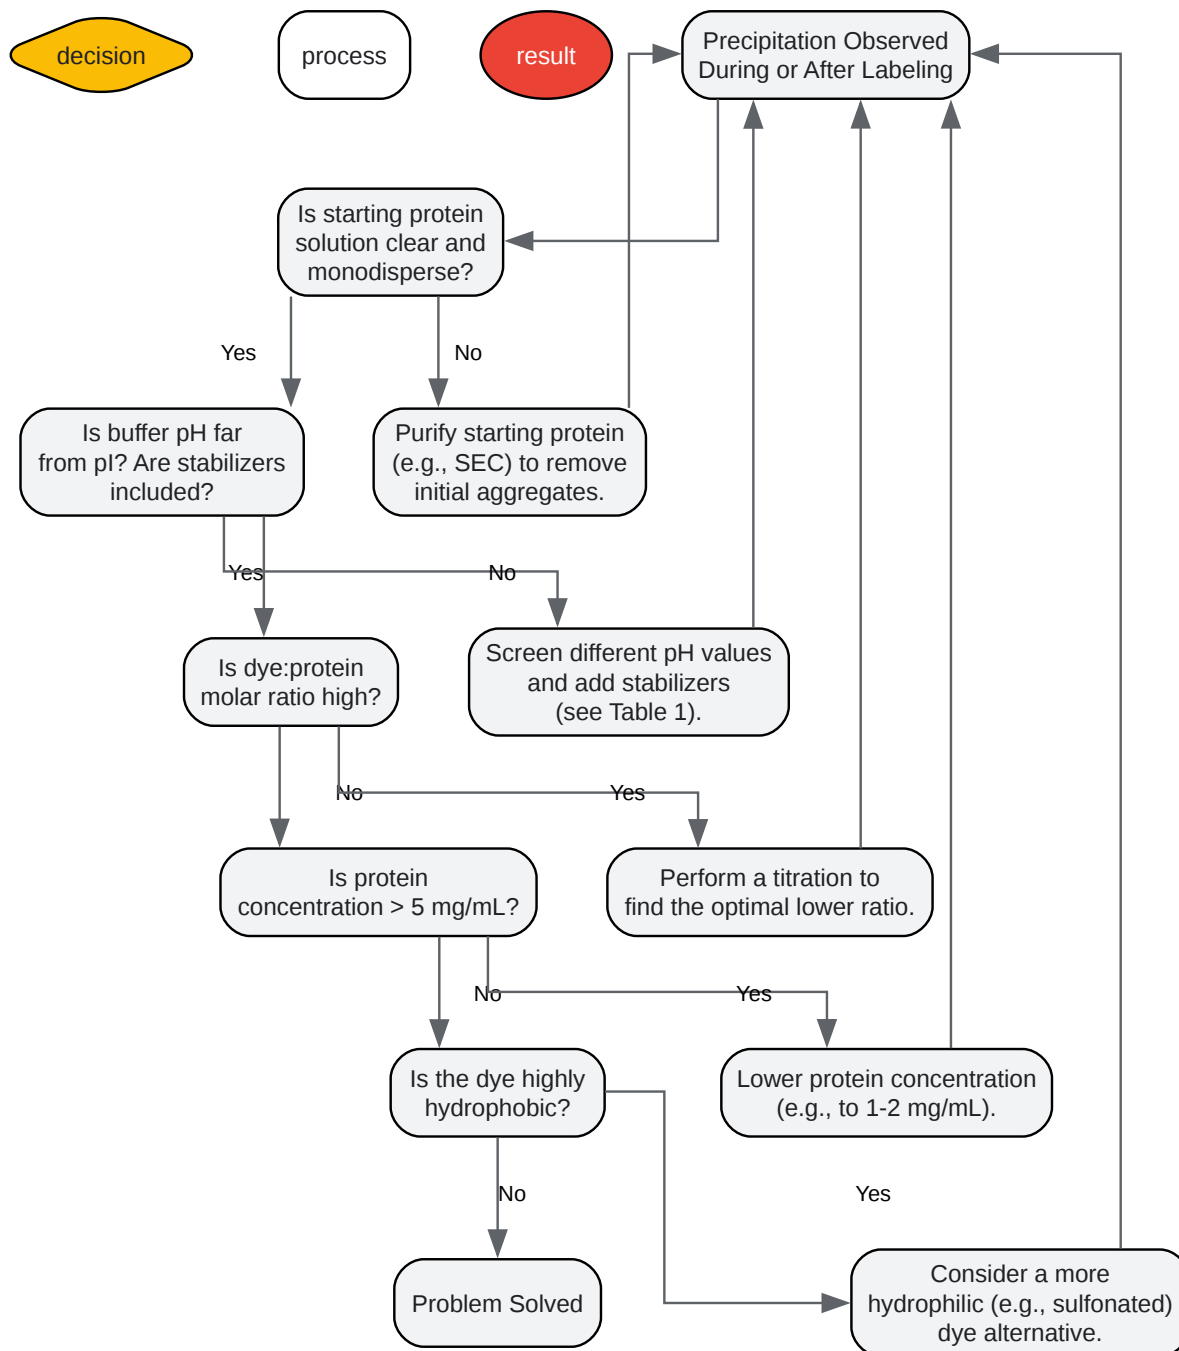 decision
process
result
Precipitation Observed
During or After Labeling
Is starting protein
solution clear and
monodisperse?
Yes
No
Is buffer pH far
from pI? Are stabilizers
included?
Purify starting protein
(e.g., SEC) to remove
initial aggregates.
Yes
No
Is dye:protein
molar ratio high?
Screen different pH values
and add stabilizers
(see Table 1).
No
Yes
Is protein
concentration > 5 mg/mL?
Perform a titration to
find the optimal lower ratio.
No
Yes
Is the dye highly
hydrophobic?
Lower protein concentration
(e.g., to 1-2 mg/mL).
No
Yes
Problem Solved
Consider a more
hydrophilic (e.g., sulfonated)
dye alternative.